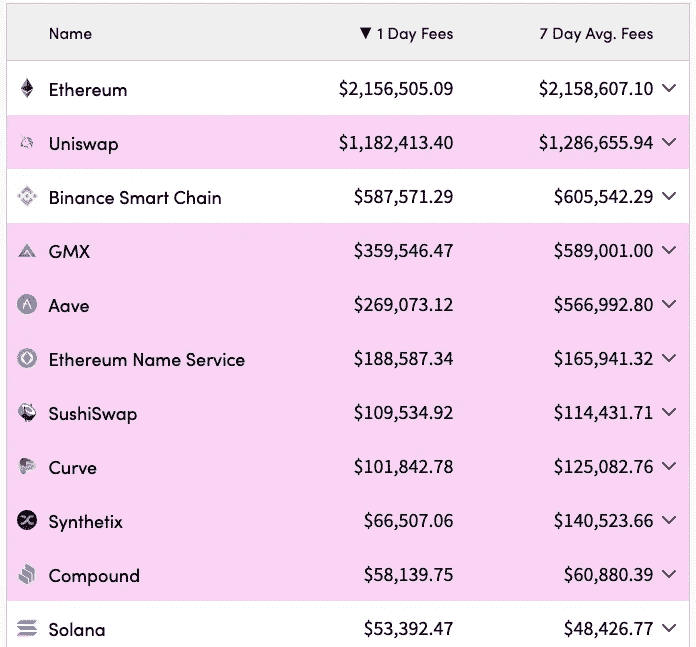 Name ▼ 1 Day Fees 7 Day Avg. Fees
Ethereum $2,156,505.09 $2,158,607.10
Uniswap $1,182,413.40 $1,286,655.94
Binance Smart Chain $587,571.29 $605,542.29
GMX $359,546.47 $589,001.00
Aave $269,073.12 $566,992.80
Ethereum Name Service $188,587.34 $165,941.32
SushiSwap $109,534.92 $114,431.71
Curve $101,842.78 $125,082.76
Synthetix $66,507.06 $140,523.66
Compound $58,139.75 $60,880.39
Solana $53,392.47 $48,426.77